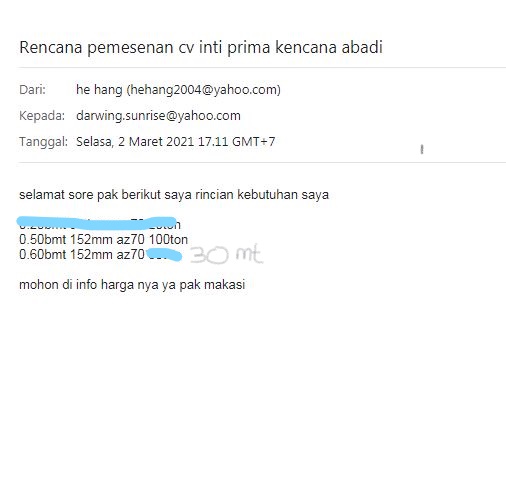 Rencana pemesenan cv inti prima kencana abadi
Dari: he hang (hehang2004@yahoo.com)
Kepada: darwing.sunrise@yahoo.com
Tanggal: Selasa, 2 Maret 2021 17.11 GMT+7
selamat sore pak berikut saya rincian kebutuhan saya
0.50bmt 152mm az70 100ton
0.60bmt 152mm az70 30 mt
mohon di info harga nya ya pak makasi